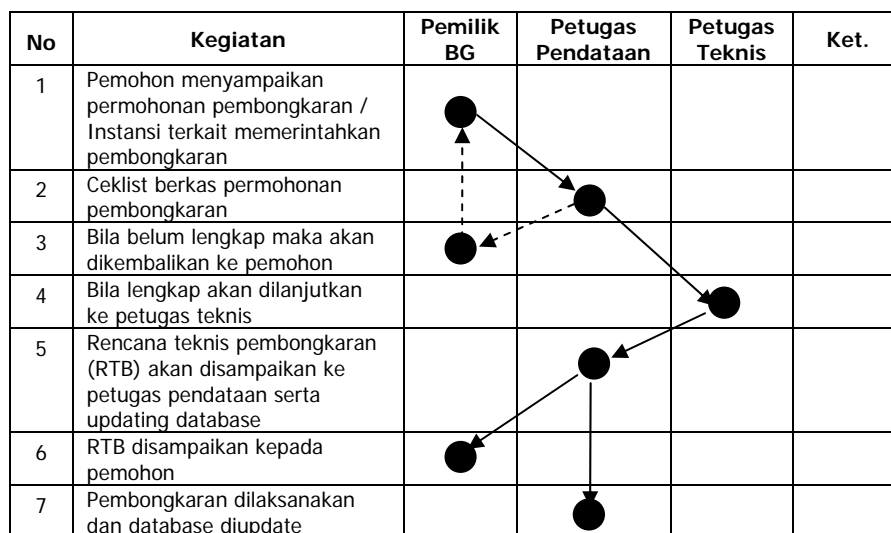 No Kegiatan Pemilik BG Petugas Pendataan Petugas Teknis Ket.
1 Pemohon menyampaikan
permohonan pembongkaran /
Instansi terkait memerintahkan
pembongkaran
2 Ceklist berkas permohonan
pembongkaran
3 Bila belum lengkap maka akan
dikembalikan ke pemohon
4 Bila lengkap akan dilanjutkan
ke petugas teknis
5 Rencana teknis pembongkaran
(RTB) akan disampaikan ke
petugas pendataan serta
updating database
6 RTB disampaikan kepada
pemohon
7 Pembongkaran dilaksanakan
dan database diupdate